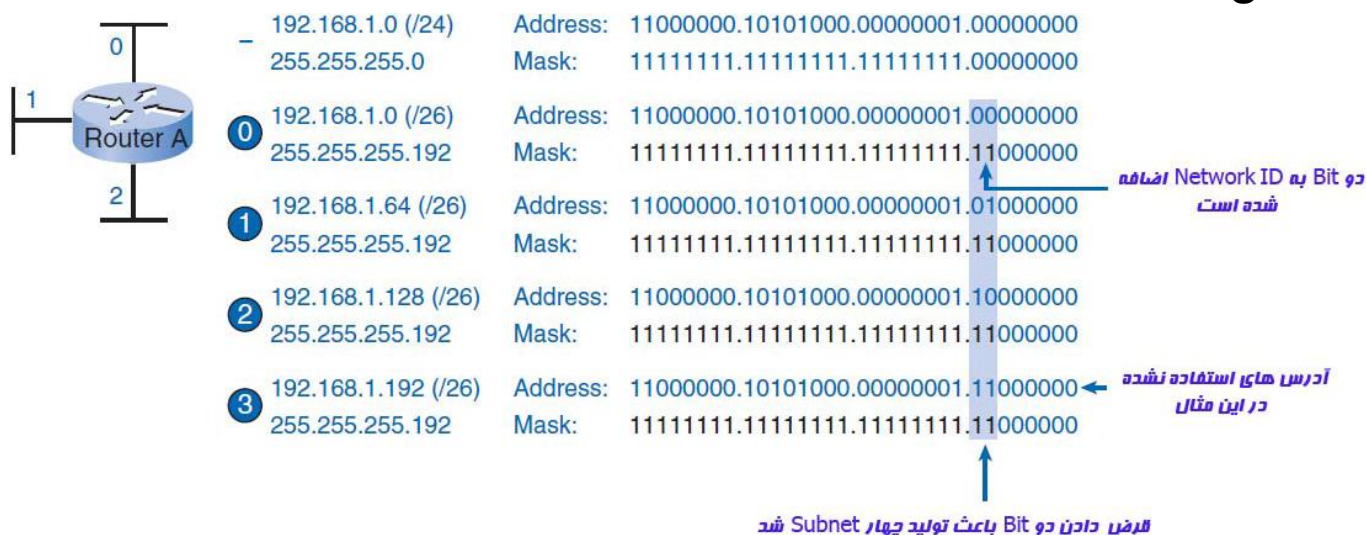 0
1
Router A
2
– 192.168.1.0 (/24) Address: 11000000.10101000.00000001.00000000
255.255.255.0 Mask: 11111111.11111111.11111111.00000000
0 192.168.1.0 (/26) Address: 11000000.10101000.00000001.00000000
255.255.255.192 Mask: 11111111.11111111.11111111.11000000
دو Bit به Network ID اضافه
شده است
1 192.168.1.64 (/26) Address: 11000000.10101000.00000001.01000000
255.255.255.192 Mask: 11111111.11111111.11111111.11000000
2 192.168.1.128 (/26) Address: 11000000.10101000.00000001.10000000
255.255.255.192 Mask: 11111111.11111111.11111111.11000000
3 192.168.1.192 (/26) Address: 11000000.10101000.00000001.11000000
255.255.255.192 Mask: 11111111.11111111.11111111.11000000
آدرس های استفاده نشده
در این مثال
قرض دادن دو Bit باعث تولید چهار Subnet شد